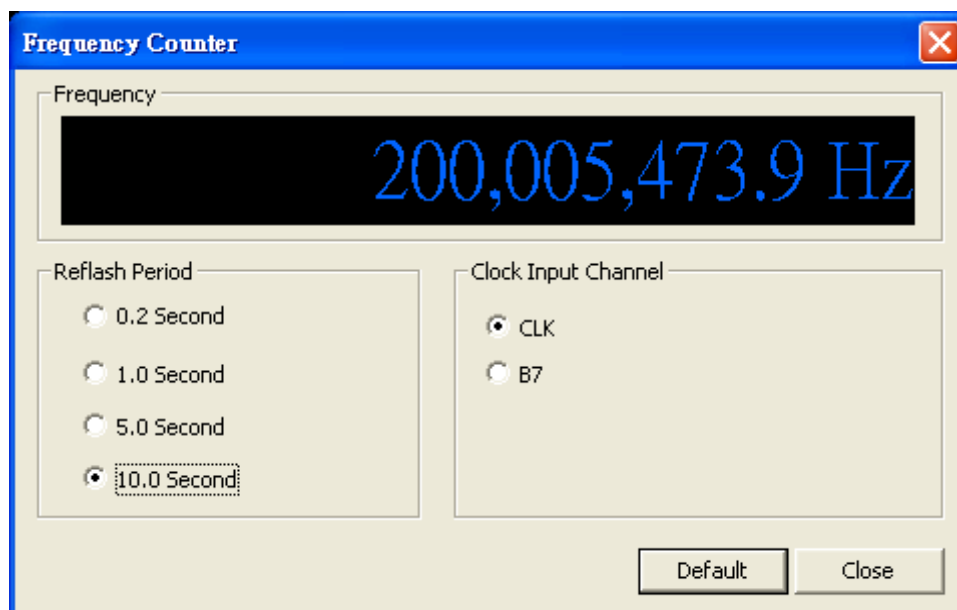 Frequency Counter
Frequency
200,005,473.9 Hz
Reflash Period
0.2 Second
1.0 Second
5.0 Second
10.0 Second
Clock Input Channel
CLK
B7
Default
Close